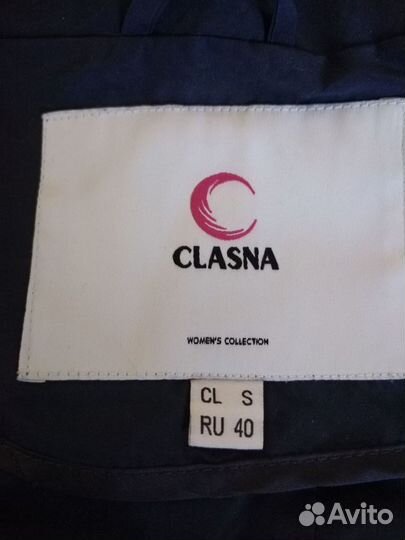 CLASNA
WOMEN'S COLLECTION
CL S
RU 40
Avito